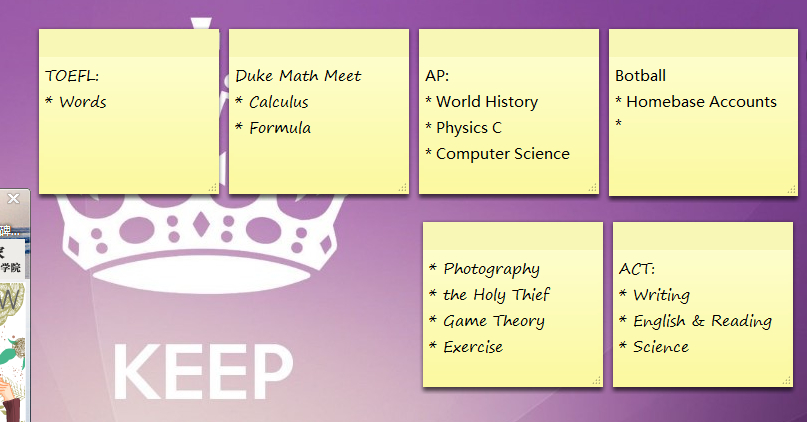 TOEFL:
* Words
Duke Math Meet
* Calculus
* Formula
AP:
* World History
* Physics C
* Computer Science
Botball
* Homebase Accounts
*
* Photography
* the Holy Thief
* Game Theory
* Exercise
ACT:
* Writing
* English & Reading
* Science
碑...
学院
W
KEEP